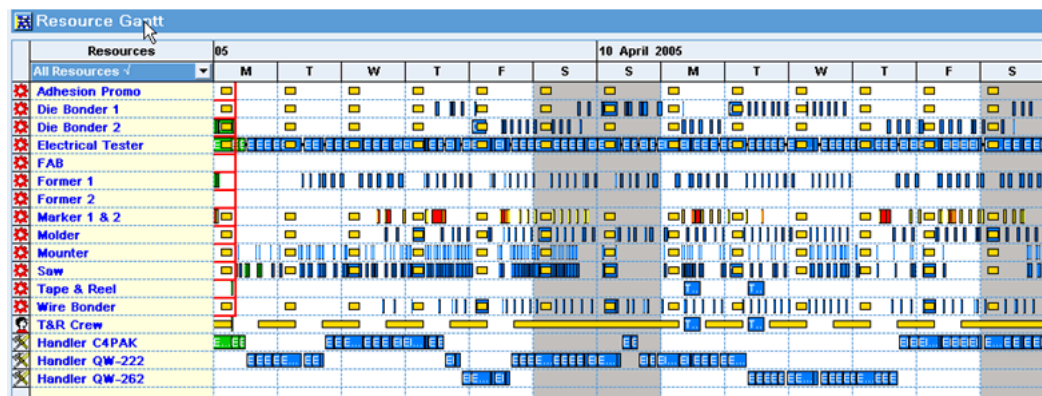 Resource Gantt
Resources 05 10 April 2005
All Resources √ M T W T F S S M T W T F S
Adhesion Promo
Die Bonder 1
Die Bonder 2
Electrical Tester
FAB
Former 1
Former 2
Marker 1 & 2
Molder
Mounter
Saw
Tape & Reel T.. T..
Wire Bonder
T&R Crew T.. T..
Handler C4PAK
Handler QW-222
Handler QW-262